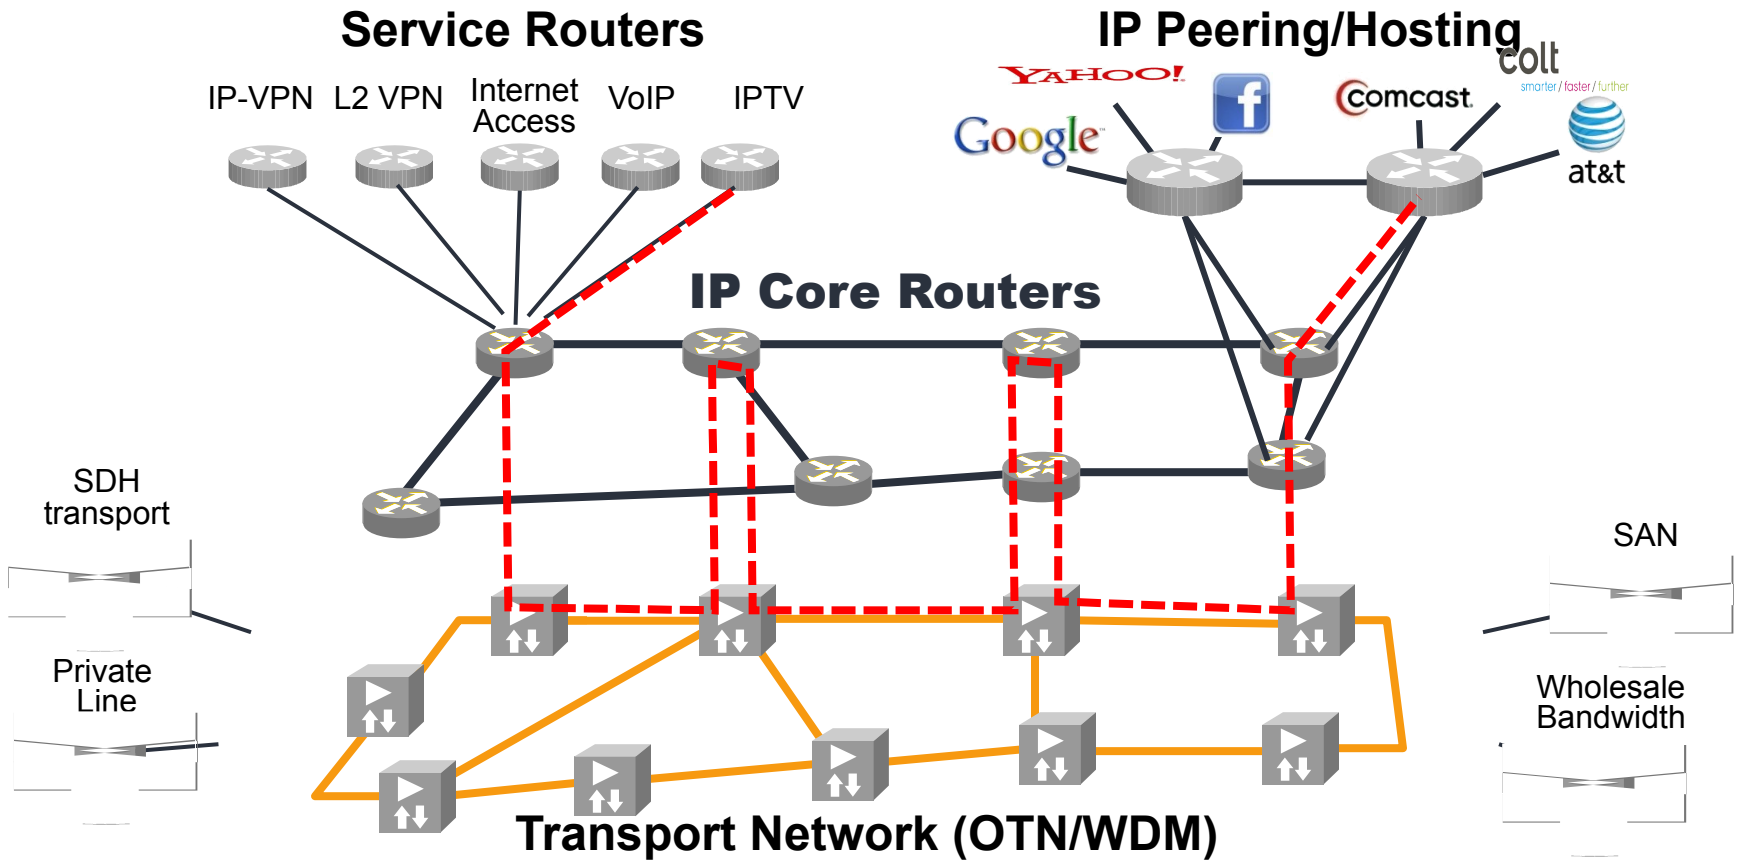 Service Routers
IP Peering/Hosting
IP-VPN
L2 VPN
Internet
Access
VoIP
IPTV
YAHOO!
Google™
f
Comcast.
colt
smarter / faster / further
at&t
IP Core Routers
SDH
transport
SAN
Private
Line
Wholesale
Bandwidth
Transport Network (OTN/WDM)